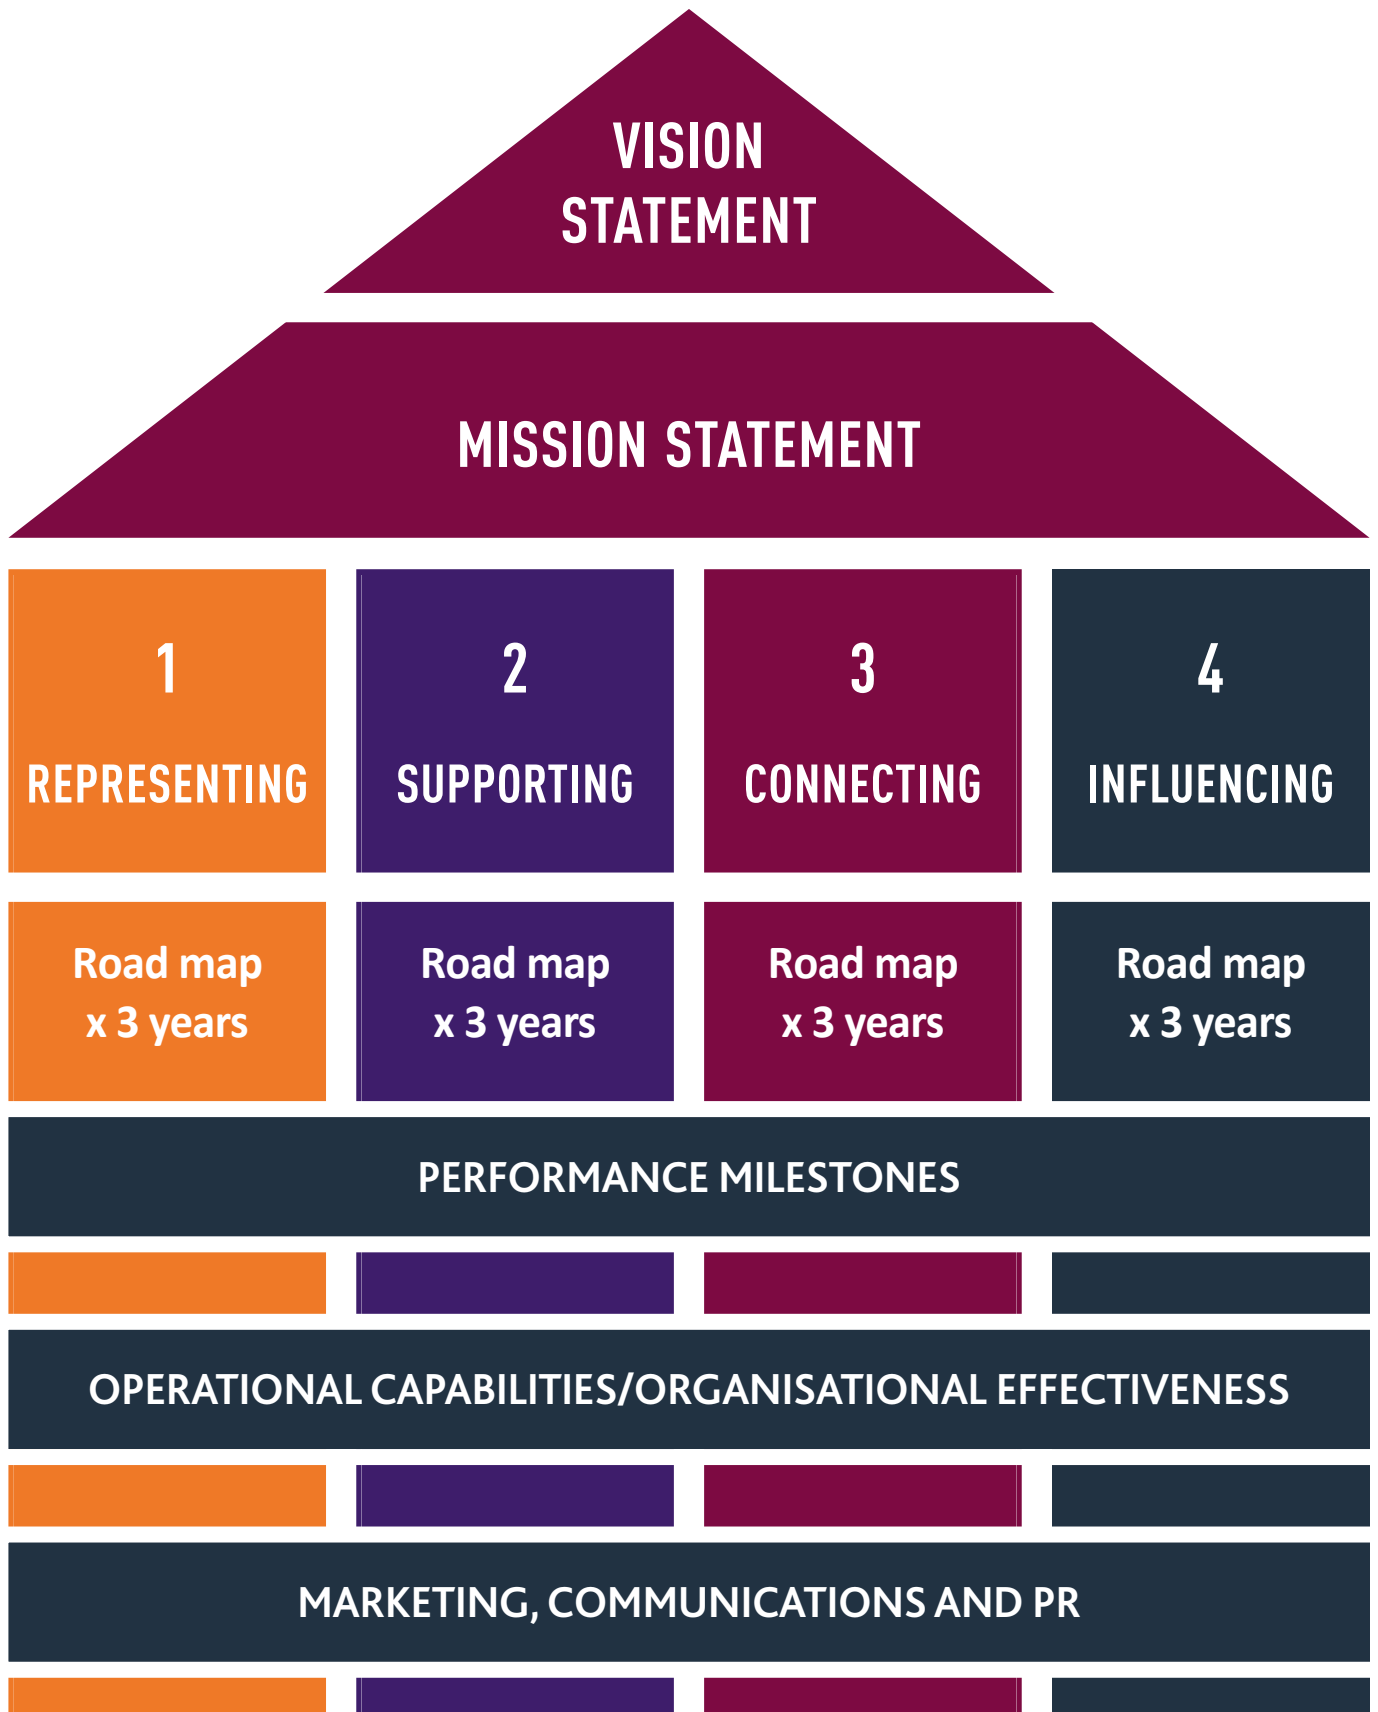 VISION
STATEMENT
MISSION STATEMENT
1
REPRESENTING
2
SUPPORTING
3
CONNECTING
4
INFLUENCING
Road map
x 3 years
Road map
x 3 years
Road map
x 3 years
Road map
x 3 years
PERFORMANCE MILESTONES
OPERATIONAL CAPABILITIES/ORGANISATIONAL EFFECTIVENESS
MARKETING, COMMUNICATIONS AND PR